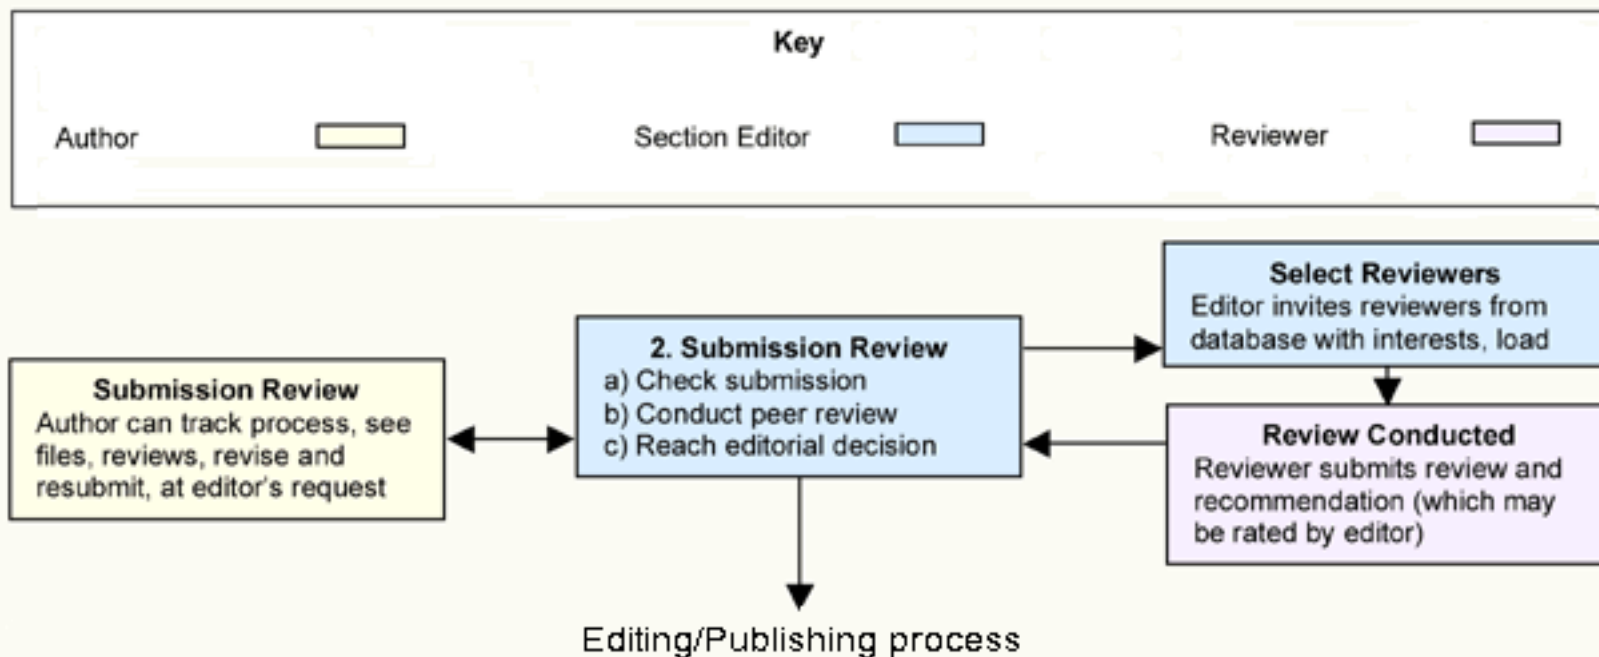 Key
Author
Section Editor
Reviewer
Select Reviewers
Editor invites reviewers from
database with interests, load
2. Submission Review
a) Check submission
b) Conduct peer review
c) Reach editorial decision
Submission Review
Author can track process, see
files, reviews, revise and
resubmit, at editor's request
Review Conducted
Reviewer submits review and
recommendation (which may
be rated by editor)
Editing/Publishing process